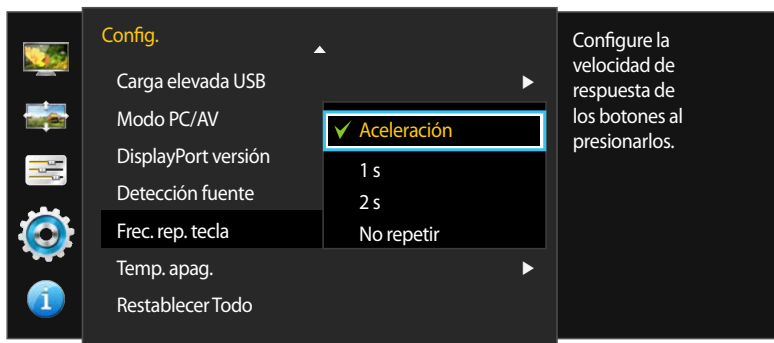 Config.
Carga elevada USB
Modo PC/AV
DisplayPort versión
Detección fuente
Frec. rep. tecla
Temp. apag.
Restablecer Todo
Aceleración
1 s
2 s
No repetir
Configure la
velocidad de
respuesta de
los botones al
presionarlos.